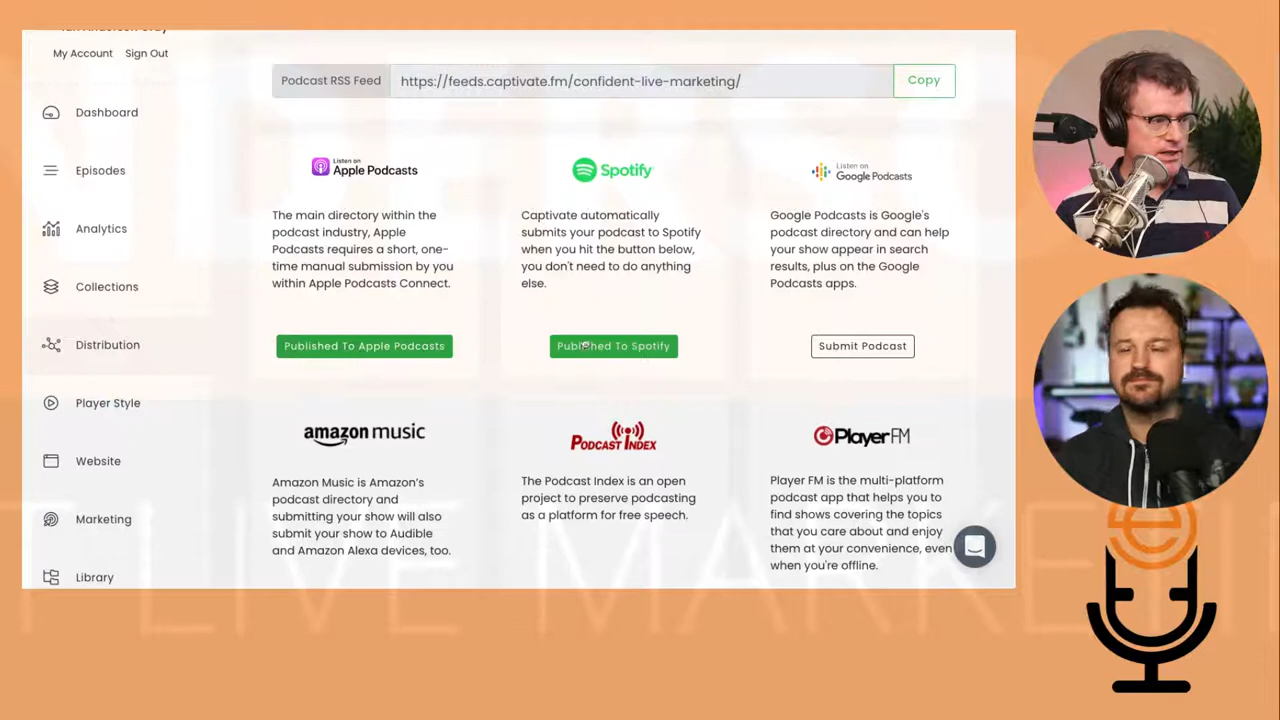 My Account Sign Out
Dashboard
Episodes
Analytics
Collections
Distribution
Player Style
Website
Marketing
Library
Podcast RSS Feed https://feeds.captivate.fm/confident-live-marketing/ Copy
Listen on
Apple Podcasts
The main directory within the
podcast industry, Apple
Podcasts requires a short, one-
time manual submission by you
within Apple Podcasts Connect.
Published To Apple Podcasts
Spotify
Captivate automatically
submits your podcast to Spotify
when you hit the button below,
you don't need to do anything
else.
Published To Spotify
Listen on
Google Podcasts
Google Podcasts is Google's
podcast directory and can help
your show appear in search
results, plus on the Google
Podcasts apps.
Submit Podcast
amazon music
Amazon Music is Amazon's
podcast directory and
submitting your show will also
submit your show to Audible
and Amazon Alexa devices, too.
PODCAST INDEX
The Podcast Index is an open
project to preserve podcasting
as a platform for free speech.
Player FM
Player FM is the multi-platform
podcast app that helps you to
find shows covering the topics
that you care about and enjoy
them at your convenience, even
when you're offline.
LIVE